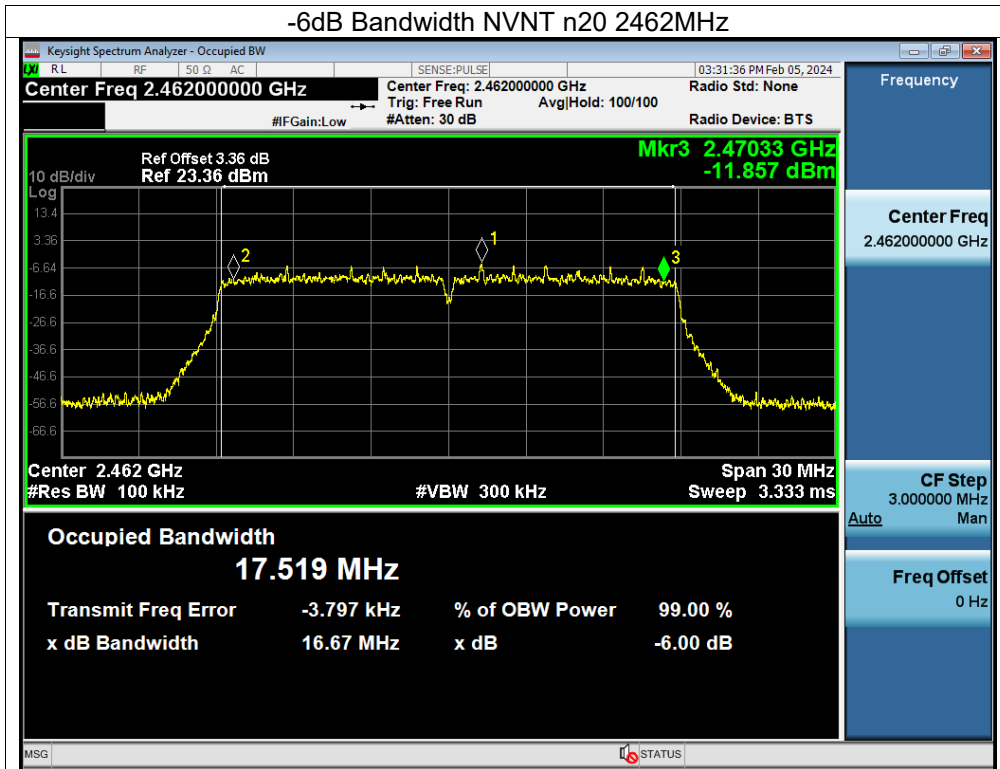 -6dB Bandwidth NVNT n20 2462MHz
Keysight Spectrum Analyzer - Occupied BW
LXI RL RF 50 Ω AC SENSE:PULSE 03:31:36 PM Feb 05, 2024
Center Freq 2.462000000 GHz Center Freq: 2.462000000 GHz Radio Std: None
Trig: Free Run Avg|Hold: 100/100
#IFGain:Low #Atten: 30 dB Radio Device: BTS
Frequency
Mkr3 2.47033 GHz
-11.857 dBm
Ref Offset 3.36 dB
10 dB/div Ref 23.36 dBm
Log
13.4
3.36
-6.64
-16.6
-26.6
-36.6
-46.6
-56.6
-66.6
2
1
3
Center 2.462 GHz Span 30 MHz
#Res BW 100 kHz #VBW 300 kHz Sweep 3.333 ms
Center Freq
2.462000000 GHz
CF Step
3.000000 MHz
Auto Man
Freq Offset
0 Hz
Occupied Bandwidth
17.519 MHz
Transmit Freq Error -3.797 kHz % of OBW Power 99.00 %
x dB Bandwidth 16.67 MHz x dB -6.00 dB
MSG STATUS